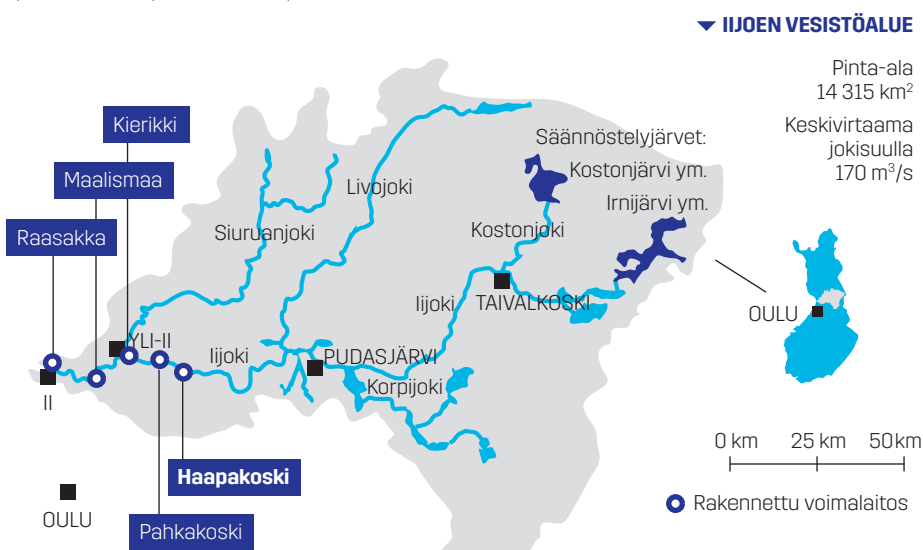 IIJOEN VESISTÖALUE
Pinta-ala
14 315 km²
Keskivirtaama
jokisuulla
170 m³/s
Kierikki
Maalismaa
Raasakka
Siuruanjoki
Livojoki
Säännöstelyjärvet:
Kostonjärvi ym.
Irnijärvi ym.
Kostonjoki
Iijoki
TAIVALKOSKI
OULU
YLI-II
Iijoki
PUDASJÄRVI
Korpijoki
II
Haapakoski
OULU
Pahkakoski
0 km 25 km 50 km
Rakennettu voimalaitos